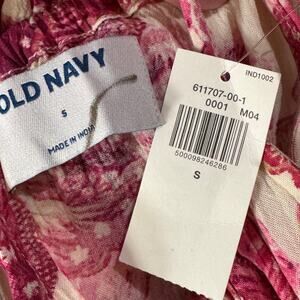 OLD NAVY
S
MADE IN INDIA
IND1002
611707-00-1
0001 M04
500098246286
S